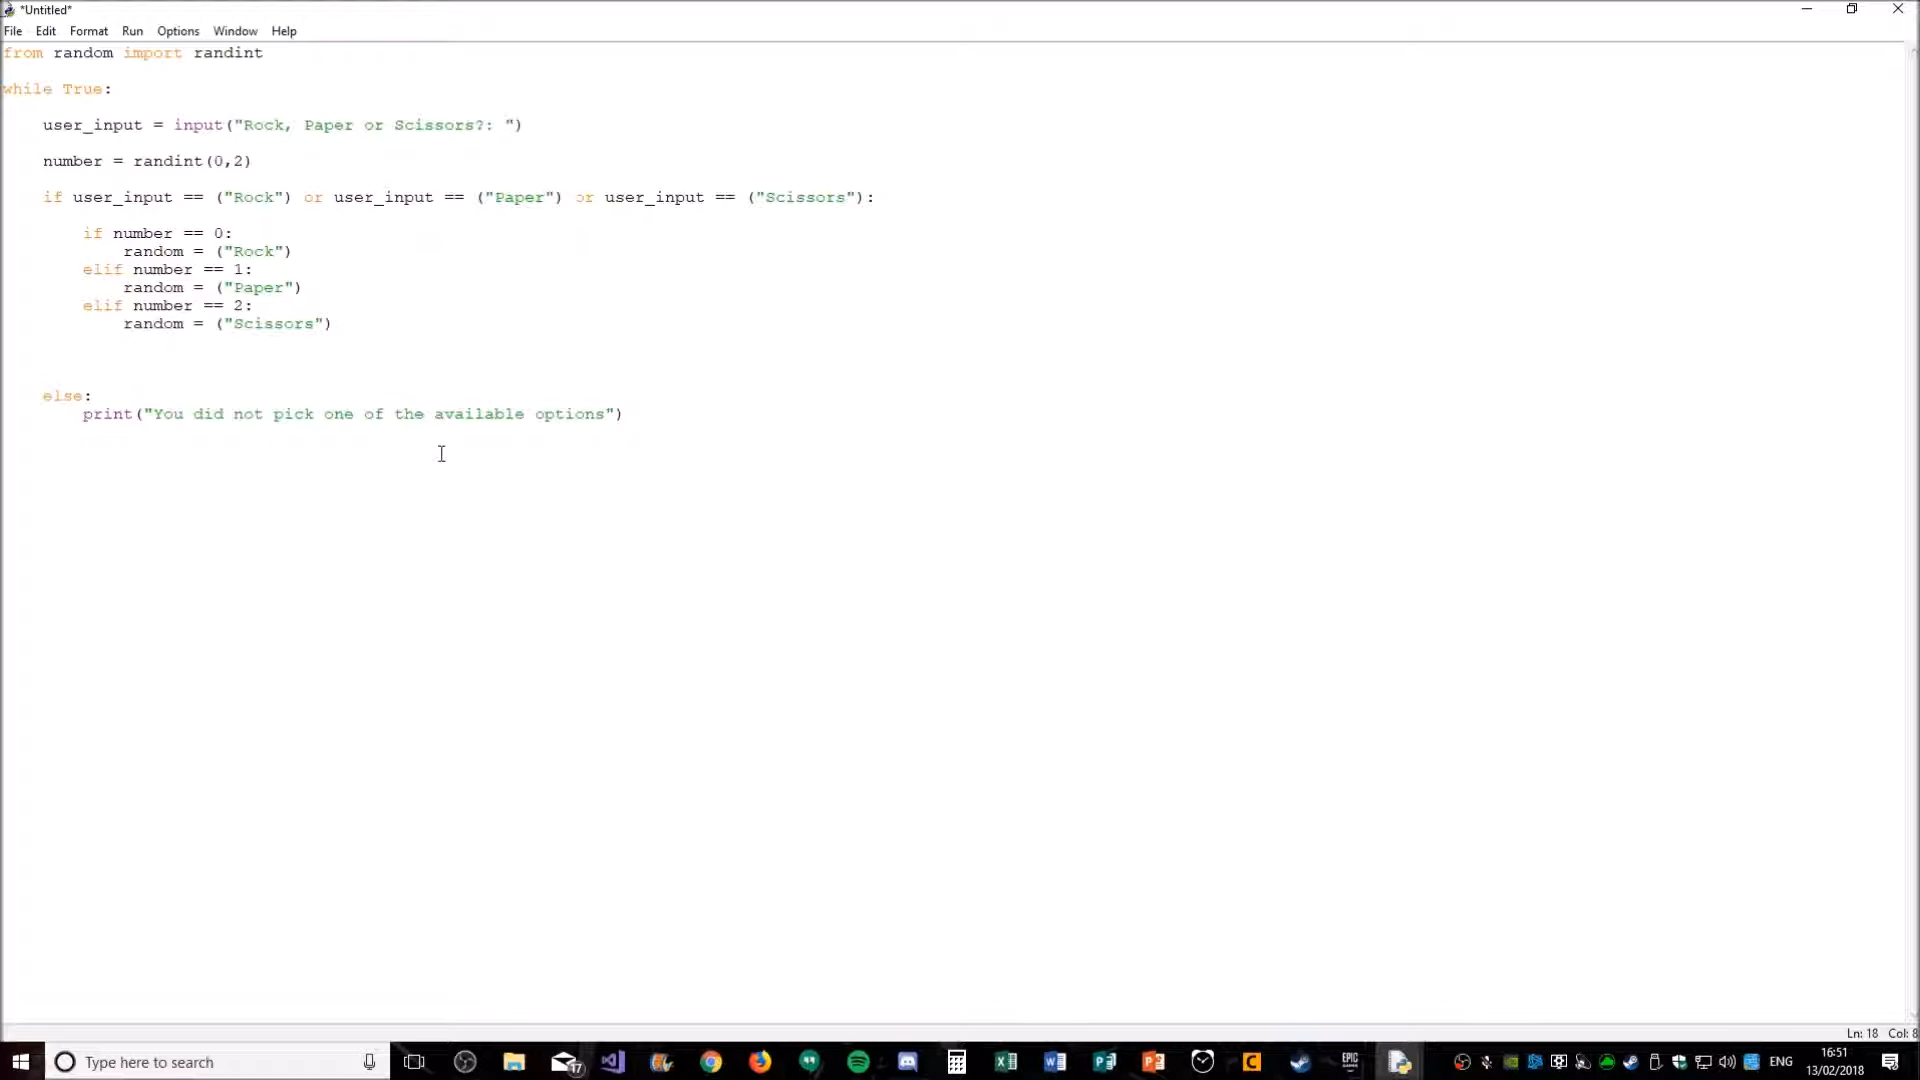 *Untitled*
File Edit Format Run Options Window Help
from random import randint
while True:
user_input = input("Rock, Paper or Scissors?: ")
number = randint(0,2)
if user_input == ("Rock") or user_input == ("Paper") or user_input == ("Scissors"):
if number == 0:
random = ("Rock")
elif number == 1:
random = ("Paper")
elif number == 2:
random = ("Scissors")
else:
print("You did not pick one of the available options")
Ln: 18 Col: 8
Type here to search
17
EPIC GAMES
ENG
16:51
13/02/2018